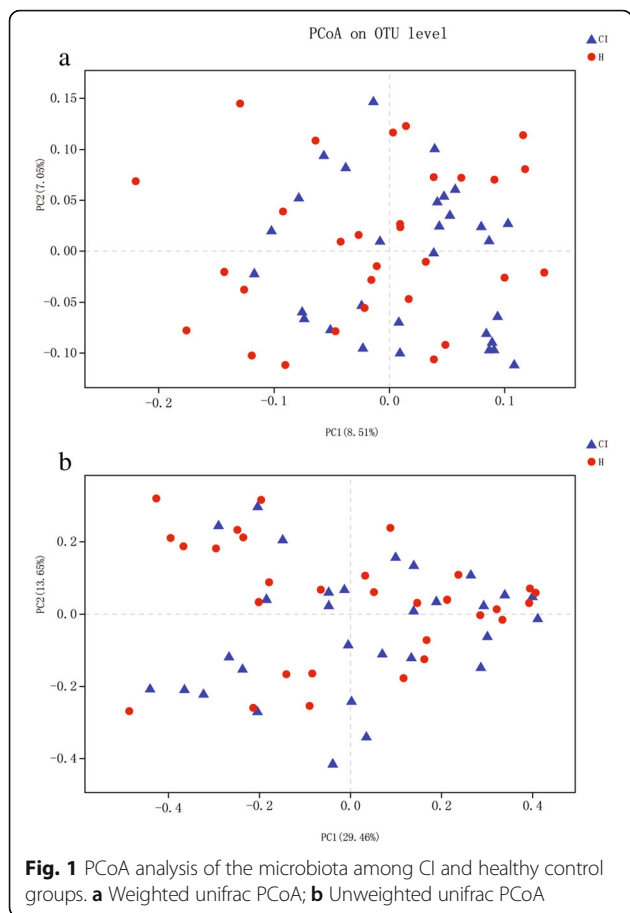 PCoA on OTU level
a
CI
H
PC2(7.05%)
0.15
0.10
0.05
0.00
-0.05
-0.10
-0.2
-0.1
0.0
0.1
PC1(8.51%)
b
CI
H
PC2(13.65%)
0.2
0.0
-0.2
-0.4
-0.4
-0.2
0.0
0.2
0.4
PC1(29.46%)
Fig. 1 PCoA analysis of the microbiota among CI and healthy control
groups. a Weighted unifrac PCoA; b Unweighted unifrac PCoA